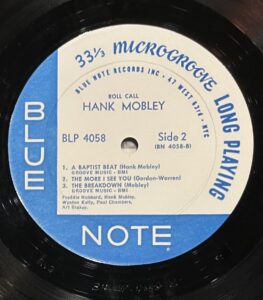 33⅓ MICROGROOVE LONG PLAYING
BLUE NOTE RECORDS INC • 47 WEST 63rd • NYC
ROLL CALL
HANK MOBLEY
BLP 4058
Side 2
(BN 4058-B)
1. A BAPTIST BEAT (Hank Mobley)
GROOVE MUSIC - BMI
2. THE MORE I SEE YOU (Gordon-Warren)
3. THE BREAKDOWN (Mobley)
GROOVE MUSIC - BMI
Freddie Hubbard, Hank Mobley,
Wynton Kelly, Paul Chambers,
Art Blakey.
BLUE
NOTE